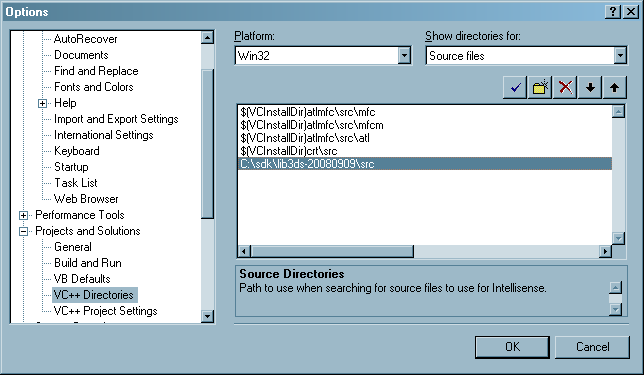 Options
AutoRecover
Documents
Find and Replace
Fonts and Colors
Help
Import and Export Settings
International Settings
Keyboard
Startup
Task List
Web Browser
Performance Tools
Projects and Solutions
General
Build and Run
VB Defaults
VC++ Directories
VC++ Project Settings
Platform:
Win32
Show directories for:
Source files
$(VCInstallDir)atlmfc\src\mfc
$(VCInstallDir)atlmfc\src\mfcm
$(VCInstallDir)atlmfc\src\atl
$(VCInstallDir)crt\src
C:\sdk\lib3ds-20080909\src
Source Directories
Path to use when searching for source files to use for Intellisense.
OK
Cancel